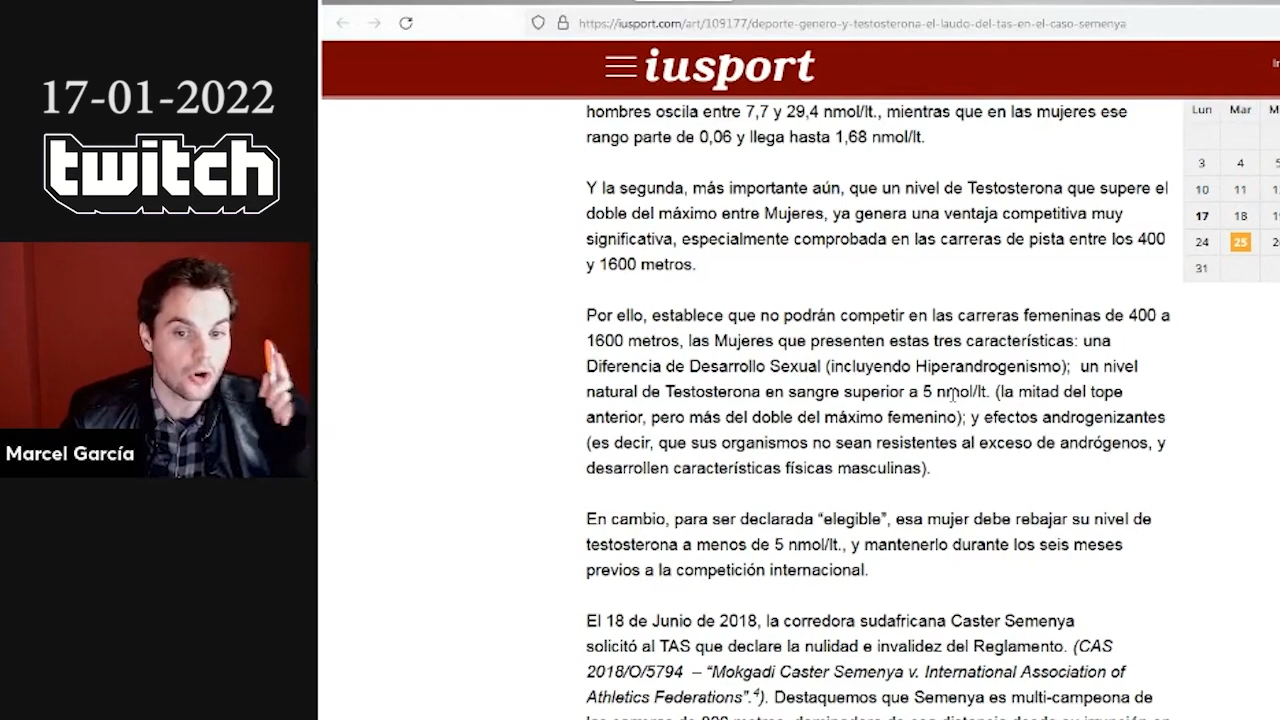 17-01-2022
twitch
Marcel García
https://iusport.com/art/109177/deporte-genero-y-testosterona-el-laudo-del-tas-en-el-caso-semenya
iusport
hombres oscila entre 7,7 y 29,4 nmol/lt., mientras que en las mujeres ese
rango parte de 0,06 y llega hasta 1,68 nmol/lt.
Y la segunda, más importante aún, que un nivel de Testosterona que supere el
doble del máximo entre Mujeres, ya genera una ventaja competitiva muy
significativa, especialmente comprobada en las carreras de pista entre los 400
y 1600 metros.
Por ello, establece que no podrán competir en las carreras femeninas de 400 a
1600 metros, las Mujeres que presenten estas tres características: una
Diferencia de Desarrollo Sexual (incluyendo Hiperandrogenismo); un nivel
natural de Testosterona en sangre superior a 5 nmol/lt. (la mitad del tope
anterior, pero más del doble del máximo femenino); y efectos androgenizantes
(es decir, que sus organismos no sean resistentes al exceso de andrógenos, y
desarrollen características físicas masculinas).
En cambio, para ser declarada “elegible”, esa mujer debe rebajar su nivel de
testosterona a menos de 5 nmol/lt., y mantenerlo durante los seis meses
previos a la competición internacional.
El 18 de Junio de 2018, la corredora sudafricana Caster Semenya
solicitó al TAS que declare la nulidad e invalidez del Reglamento. (CAS
2018/O/5794 – “Mokgadi Caster Semenya v. International Association of
Athletics Federations”.4). Destaquemos que Semenya es multi-campeona de
Lun Mar
3 4
10 11
17 18
24 25
31